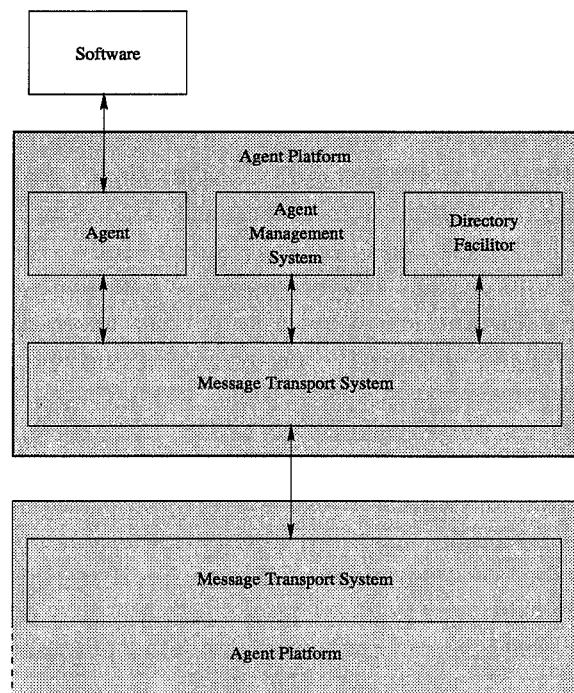 Software
Agent Platform
Agent
Agent
Management
System
Directory
Facilitor
Message Transport System
Message Transport System
Agent Platform